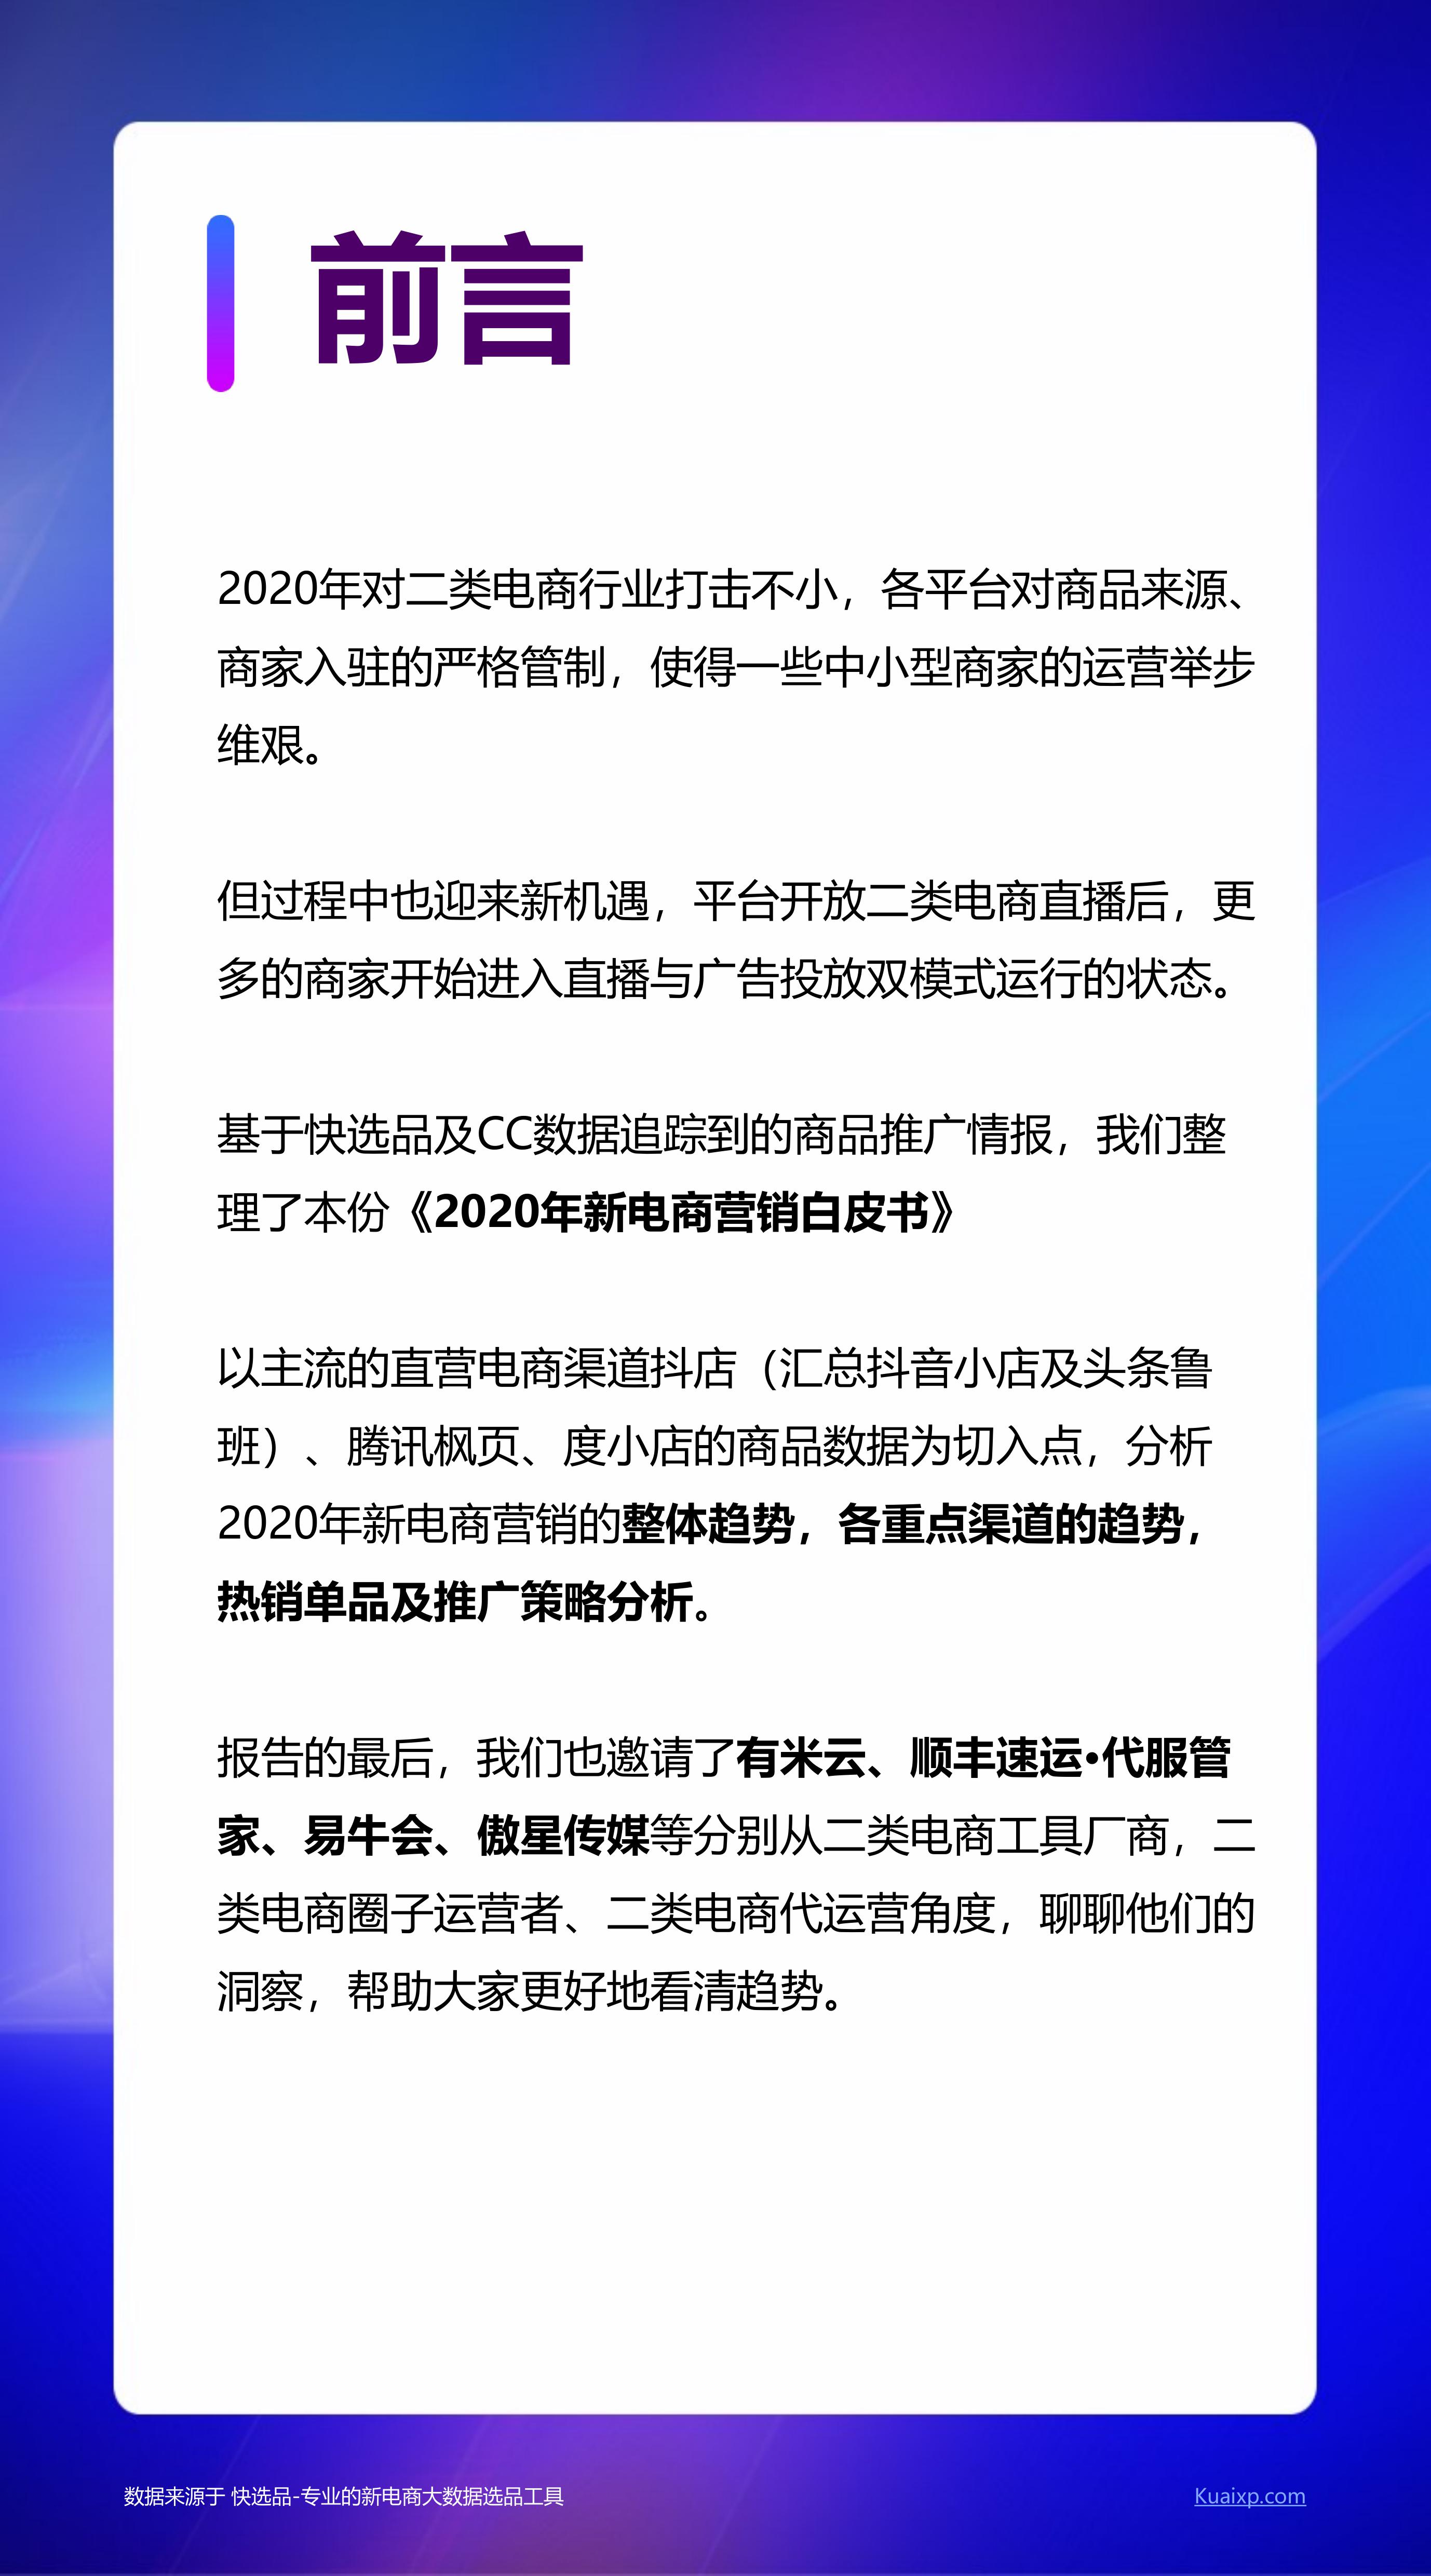 前言
2020年对二类电商行业打击不小，各平台对商品来源、
商家入驻的严格管制，使得一些中小型商家的运营举步
维艰。
但过程中也迎来新机遇，平台开放二类电商直播后，更
多的商家开始进入直播与广告投放双模式运行的状态。
基于快选品及CC数据追踪到的商品推广情报，我们整
理了本份《2020年新电商营销白皮书》
以主流的直营电商渠道抖店（汇总抖音小店及头条鲁
班）、腾讯枫页、度小店的商品数据为切入点，分析
2020年新电商营销的整体趋势，各重点渠道的趋势，
热销单品及推广策略分析。
报告的最后，我们也邀请了有米云、顺丰速运•代服管
家、易牛会、傲星传媒等分别从二类电商工具厂商，二
类电商圈子运营者、二类电商代运营角度，聊聊他们的
洞察，帮助大家更好地看清趋势。
数据来源于 快选品-专业的新电商大数据选品工具
Kuaixp.com